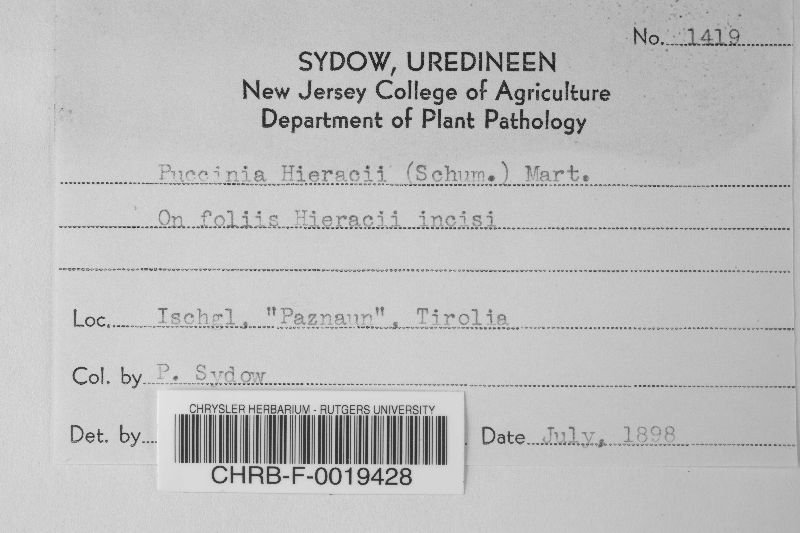 No. 1419
SYDOW, UREDINEEN
New Jersey College of Agriculture
Department of Plant Pathology
Puccinia Hieracii (Schum.) Mart.
On foliis Hieracii incisi
Loc. Ischgl, "Paznaun", Tirolia
Col. by P. Sydow
Det. by Date July, 1898
CHRYSLER HERBARIUM - RUTGERS UNIVERSITY
CHRB-F-0019428